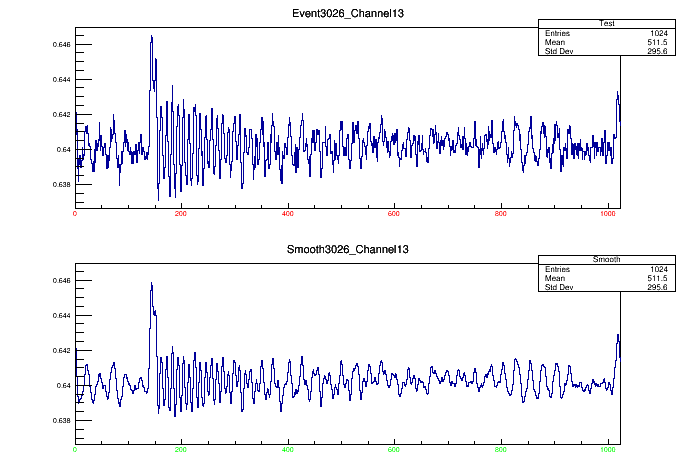 Event3026_Channel13
Test
Entries 1024
Mean 511.5
Std Dev 295.6
0.646
0.644
0.642
0.64
0.638
0 200 400 600 800 1000
Smooth3026_Channel13
Smooth
Entries 1024
Mean 511.5
Std Dev 295.6
0.646
0.644
0.642
0.64
0.638
0 200 400 600 800 1000